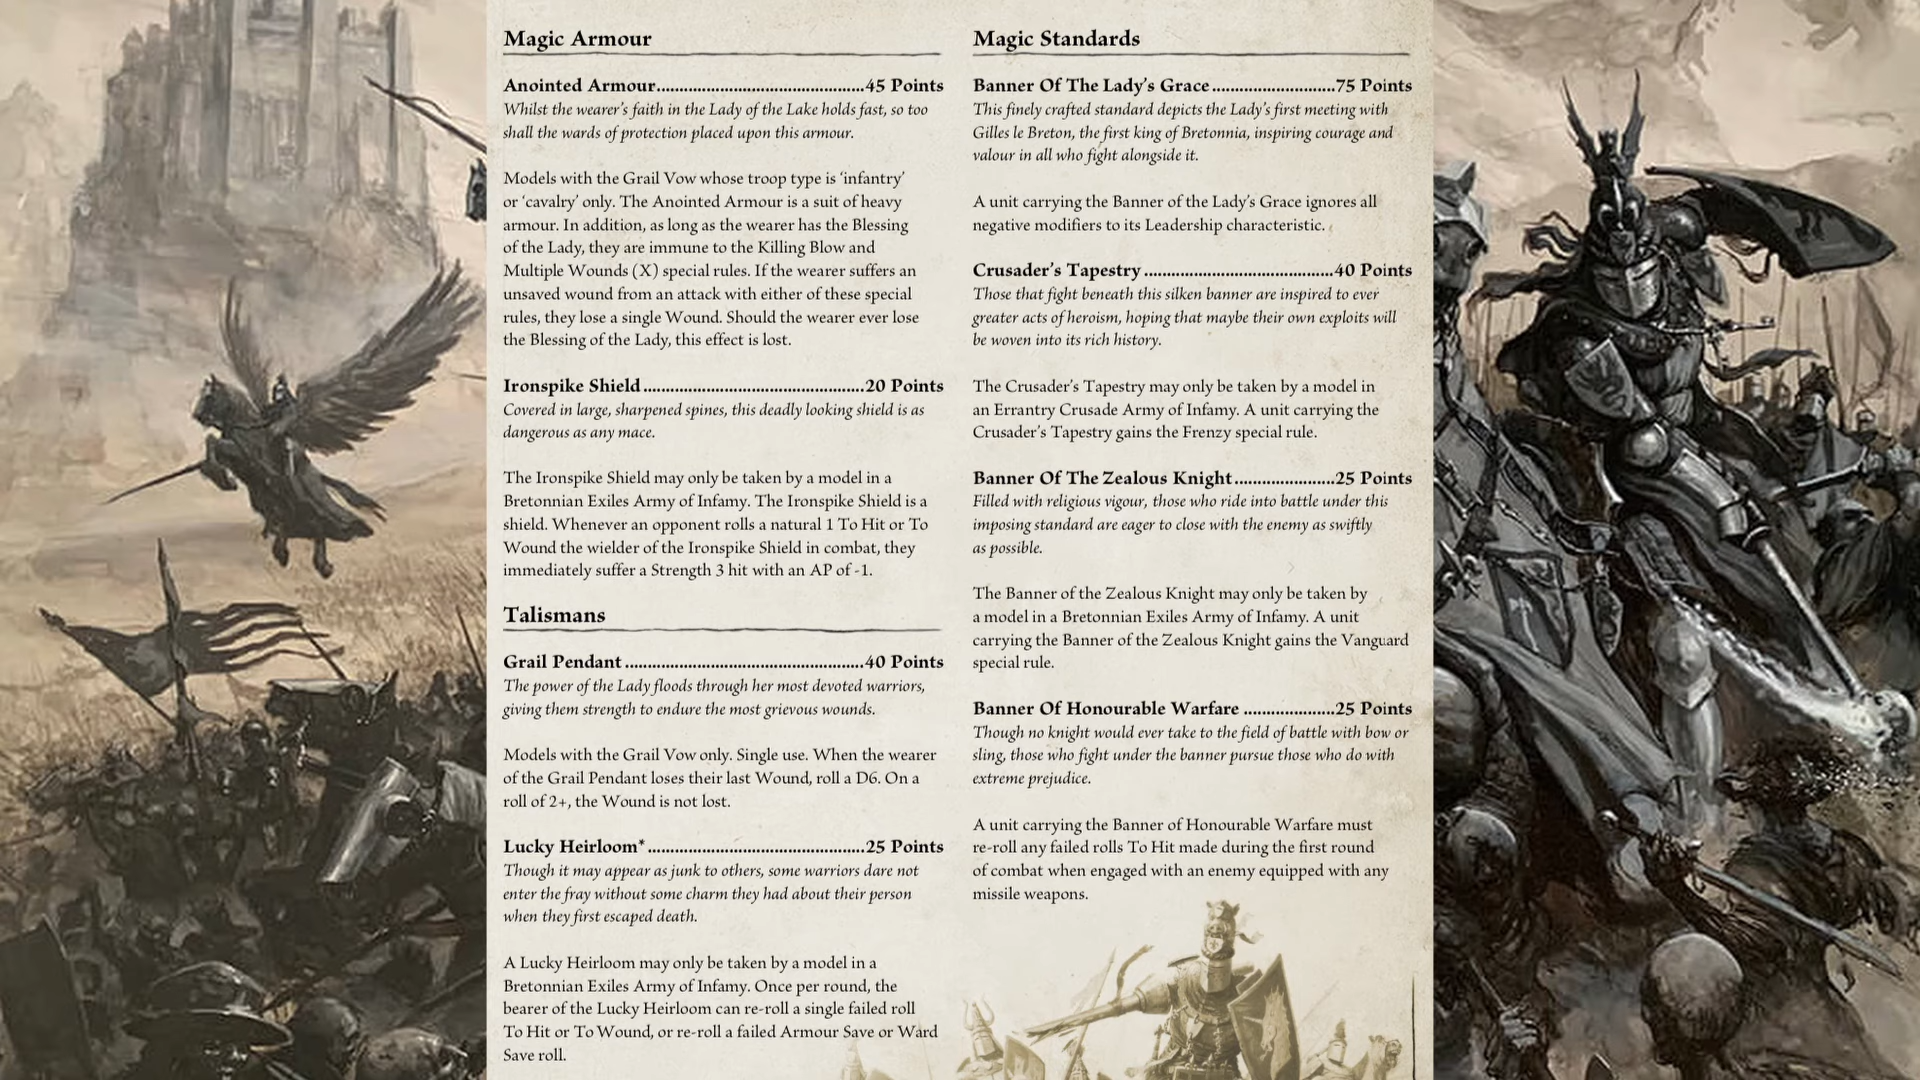 Magic Armour
Anointed Armour..............................................45 Points
Whilst the wearer's faith in the Lady of the Lake holds fast, so too
shall the wards of protection placed upon this armour.
Models with the Grail Vow whose troop type is ‘infantry’
or ‘cavalry’ only. The Anointed Armour is a suit of heavy
armour. In addition, as long as the wearer has the Blessing
of the Lady, they are immune to the Killing Blow and
Multiple Wounds (X) special rules. If the wearer suffers an
unsaved wound from an attack with either of these special
rules, they lose a single Wound. Should the wearer ever lose
the Blessing of the Lady, this effect is lost.
Ironspike Shield.................................................20 Points
Covered in large, sharpened spines, this deadly looking shield is as
dangerous as any mace.
The Ironspike Shield may only be taken by a model in a
Bretonnian Exiles Army of Infamy. The Ironspike Shield is a
shield. Whenever an opponent rolls a natural 1 To Hit or To
Wound the wielder of the Ironspike Shield in combat, they
immediately suffer a Strength 3 hit with an AP of -1.
Talismans
Grail Pendant.....................................................40 Points
The power of the Lady floods through her most devoted warriors,
giving them strength to endure the most grievous wounds.
Models with the Grail Vow only. Single use. When the wearer
of the Grail Pendant loses their last Wound, roll a D6. On a
roll of 2+, the Wound is not lost.
Lucky Heirloom*................................................25 Points
Though it may appear as junk to others, some warriors dare not
enter the fray without some charm they had about their person
when they first escaped death.
A Lucky Heirloom may only be taken by a model in a
Bretonnian Exiles Army of Infamy. Once per round, the
bearer of the Lucky Heirloom can re-roll a single failed roll
To Hit or To Wound, or re-roll a failed Armour Save or Ward
Save roll.
Magic Standards
Banner Of The Lady's Grace...........................75 Points
This finely crafted standard depicts the Lady's first meeting with
Gilles le Breton, the first king of Bretonnia, inspiring courage and
valour in all who fight alongside it.
A unit carrying the Banner of the Lady's Grace ignores all
negative modifiers to its Leadership characteristic.
Crusader's Tapestry..........................................40 Points
Those that fight beneath this silken banner are inspired to ever
greater acts of heroism, hoping that maybe their own exploits will
be woven into its rich history.
The Crusader's Tapestry may only be taken by a model in
an Errantry Crusade Army of Infamy. A unit carrying the
Crusader's Tapestry gains the Frenzy special rule.
Banner Of The Zealous Knight......................25 Points
Filled with religious vigour, those who ride into battle under this
imposing standard are eager to close with the enemy as swiftly
as possible.
The Banner of the Zealous Knight may only be taken by
a model in a Bretonnian Exiles Army of Infamy. A unit
carrying the Banner of the Zealous Knight gains the Vanguard
special rule.
Banner Of Honourable Warfare ....................25 Points
Though no knight would ever take to the field of battle with bow or
sling, those who fight under the banner pursue those who do with
extreme prejudice.
A unit carrying the Banner of Honourable Warfare must
re-roll any failed rolls To Hit made during the first round
of combat when engaged with an enemy equipped with any
missile weapons.